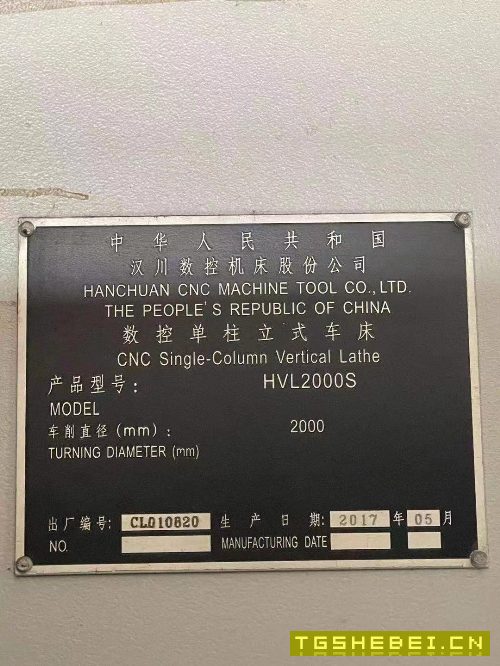 中华人民共和国
汉川数控机床股份公司
HANCHUAN CNC MACHINE TOOL CO.,LTD.
THE PEOPLE'S REPUBLIC OF CHINA
数控单柱立式车床
CNC Single-Column Vertical Lathe
产品型号: HVL2000S
MODEL
车削直径(mm): 2000
TURNING DIAMETER (mm)
出厂编号: CL010820 生产日期: 2017 年 05 月
NO. MANUFACTURING DATE
TGSHEBEI.CN